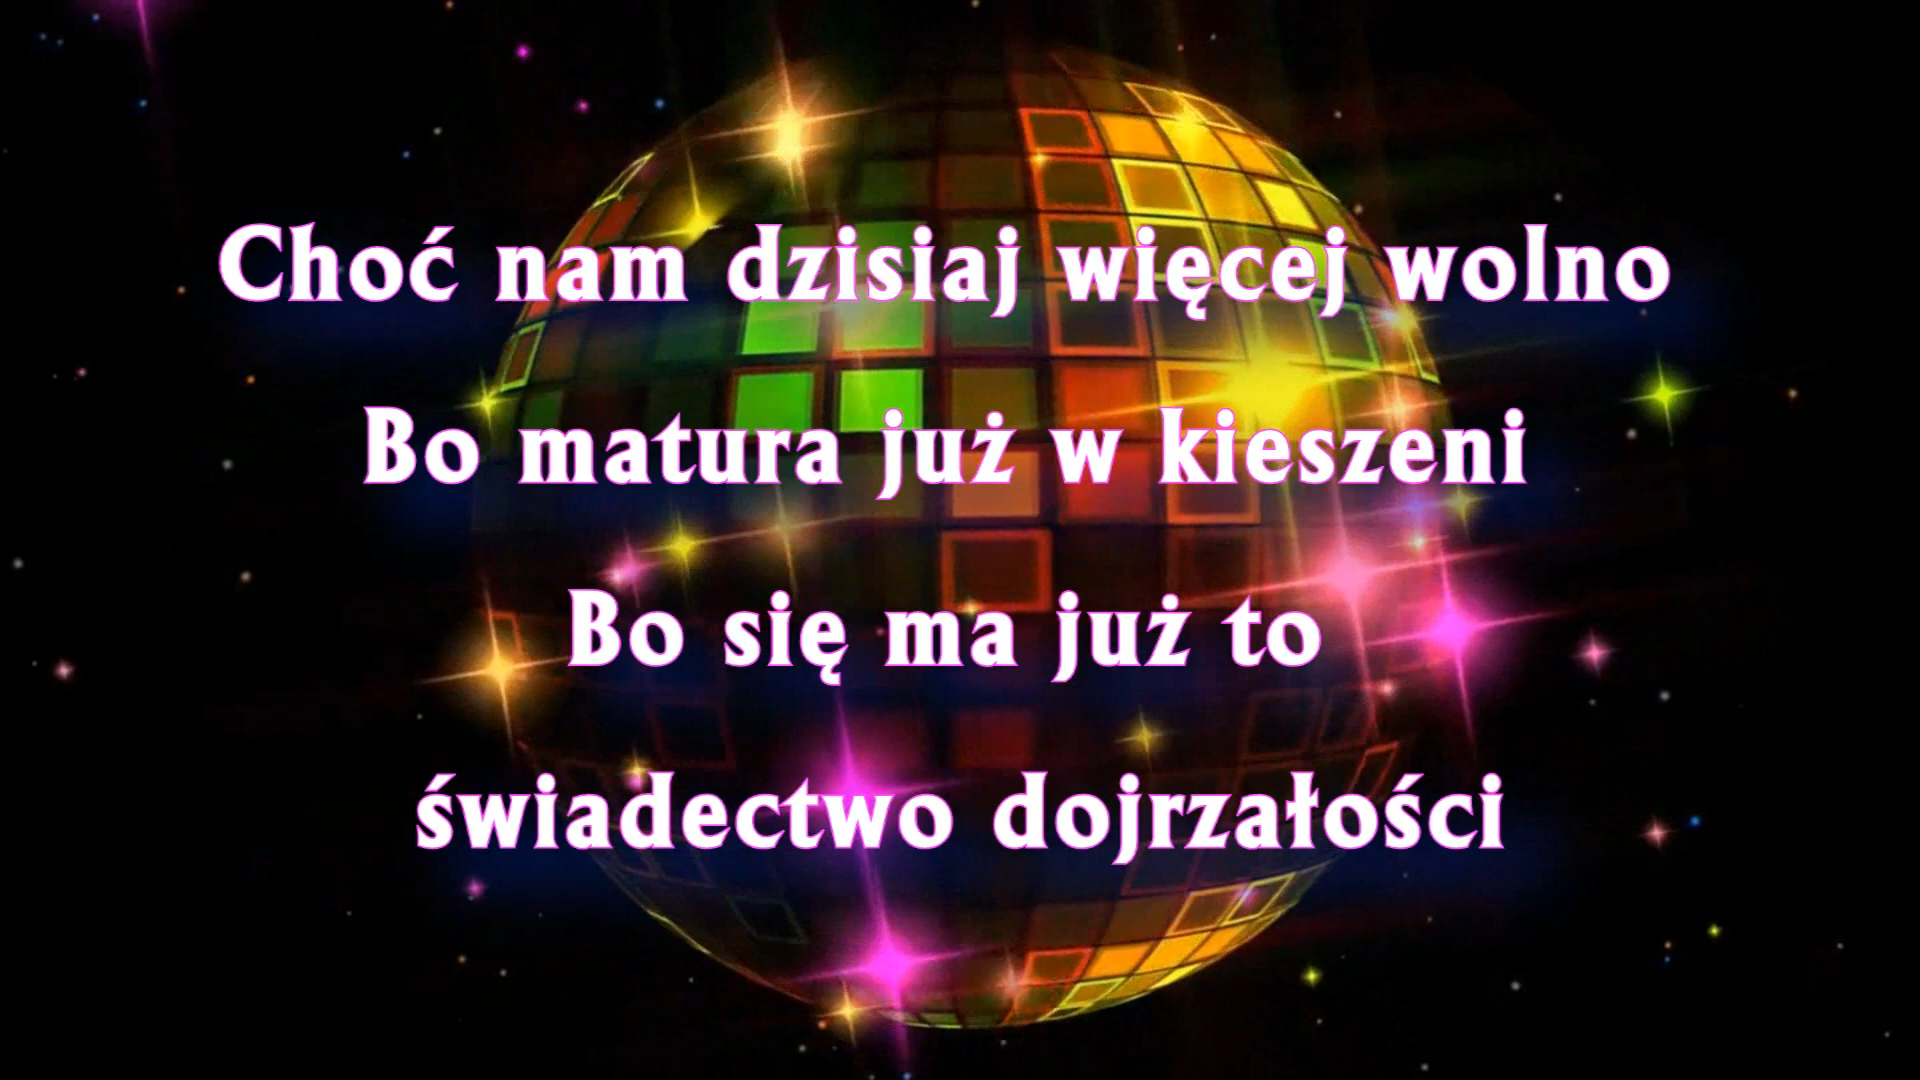 Choć nam dzisiaj więcej wolno
Bo matura już w kieszeni
Bo się ma już to
świadectwo dojrzałości